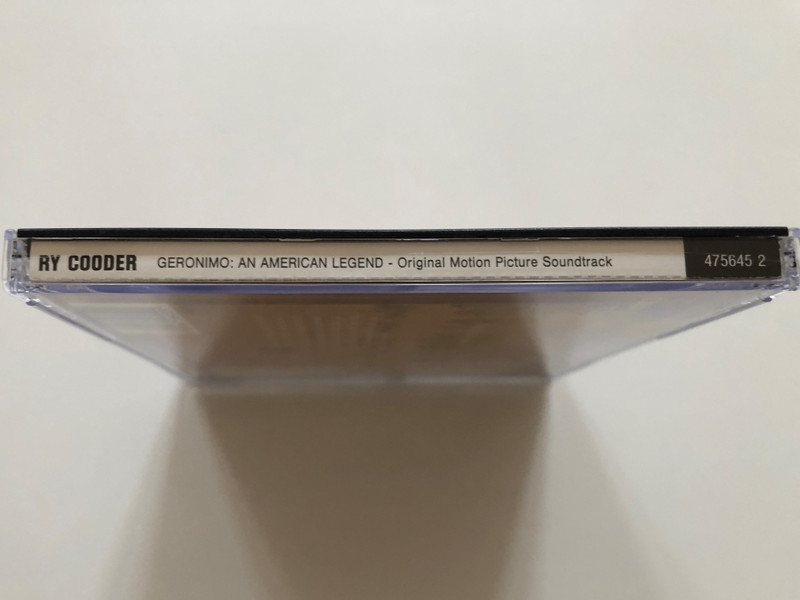 RY COODER GERONIMO: AN AMERICAN LEGEND - Original Motion Picture Soundtrack 475645 2